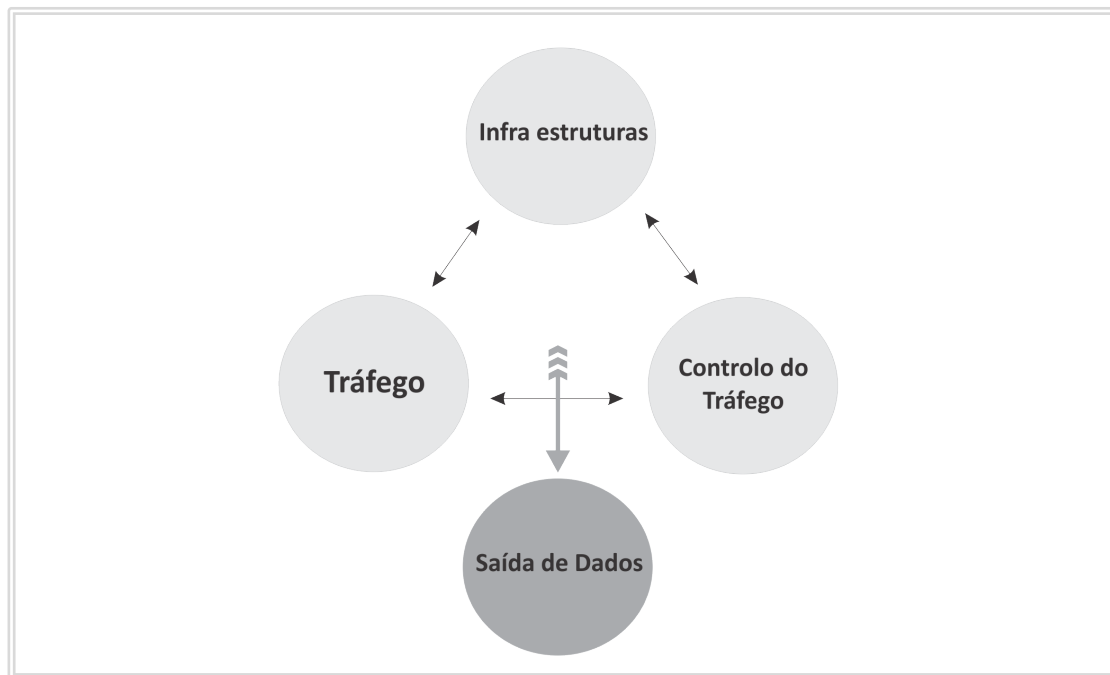 Infra estruturas
Tráfego
Controlo do
Tráfego
Saída de Dados